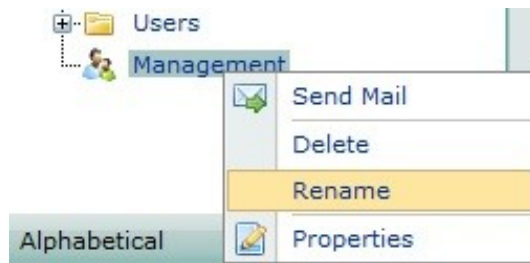 Users
Management
Send Mail
Delete
Rename
Alphabetical
Properties